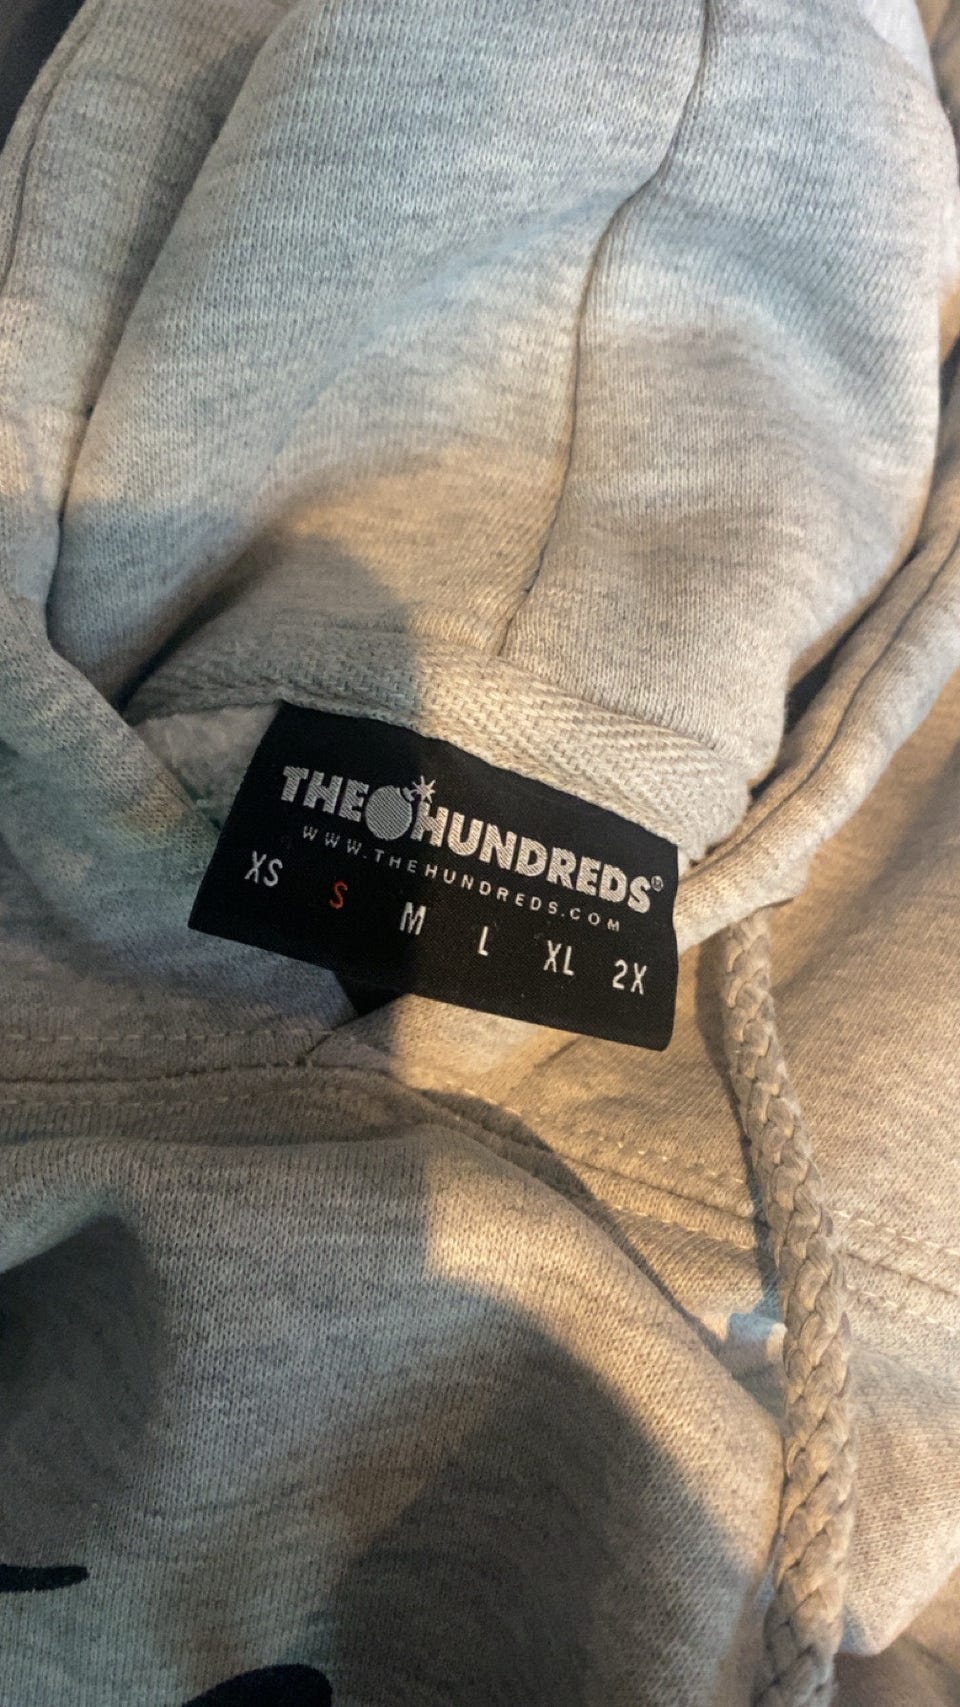 THE HUNDREDS®
WWW.THEHUNDREDS.COM
XS S M L XL 2X